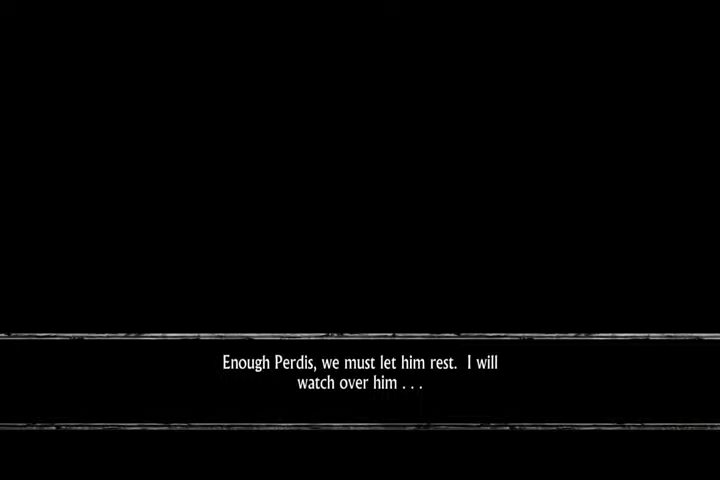 Enough Perdis, we must let him rest.  I will
watch over him . . .